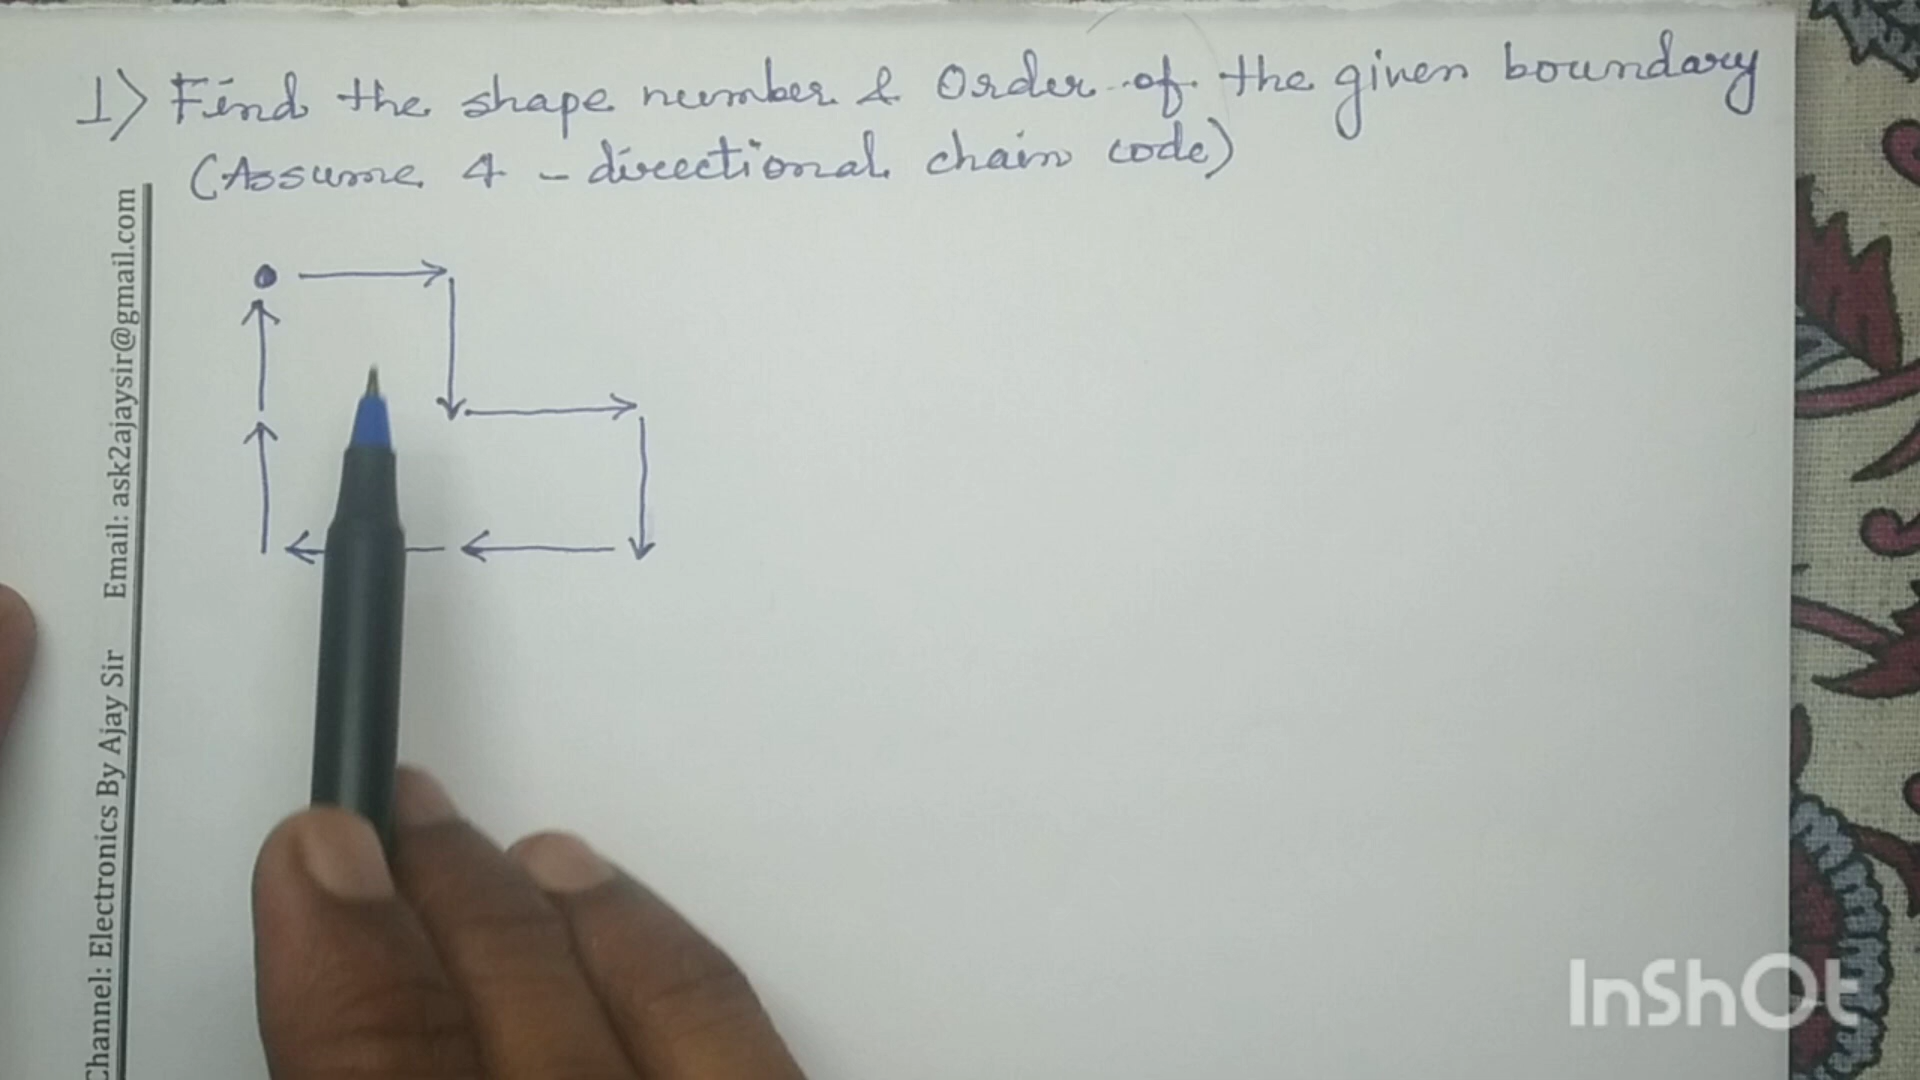 1) Find the shape number & Order of the given boundary
(Assume 4 - directional chain code)
Channel: Electronics By Ajay Sir Email: ask2ajaysir@gmail.com
InShOt